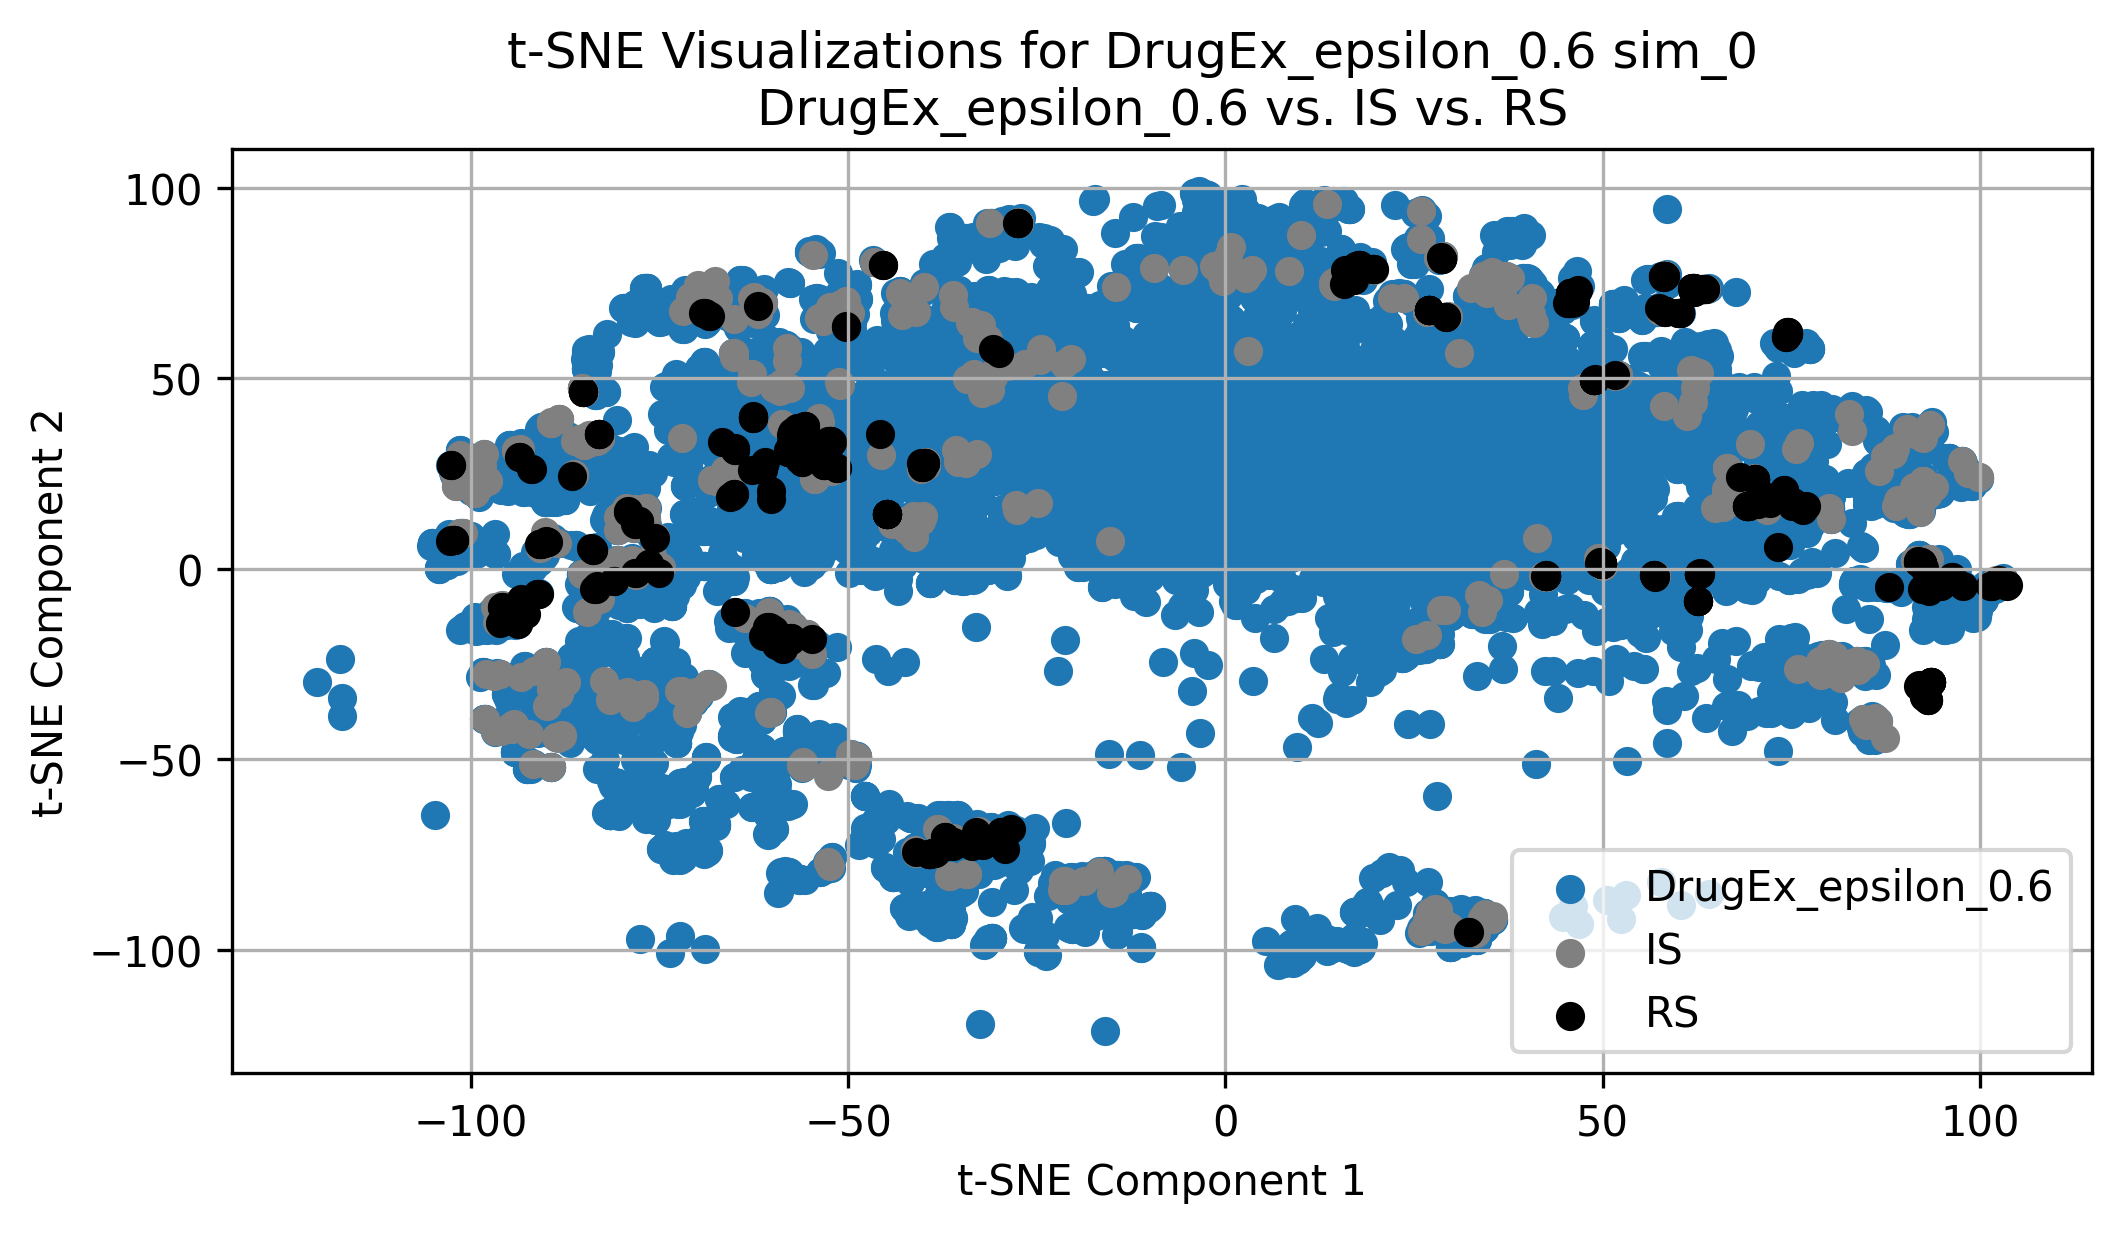 t-SNE Visualizations for DrugEx_epsilon_0.6 sim_0
DrugEx_epsilon_0.6 vs. IS vs. RS
t-SNE Component 2
100
50
0
−50
−100
DrugEx_epsilon_0.6
IS
RS
−100
−50
0
50
100
t-SNE Component 1